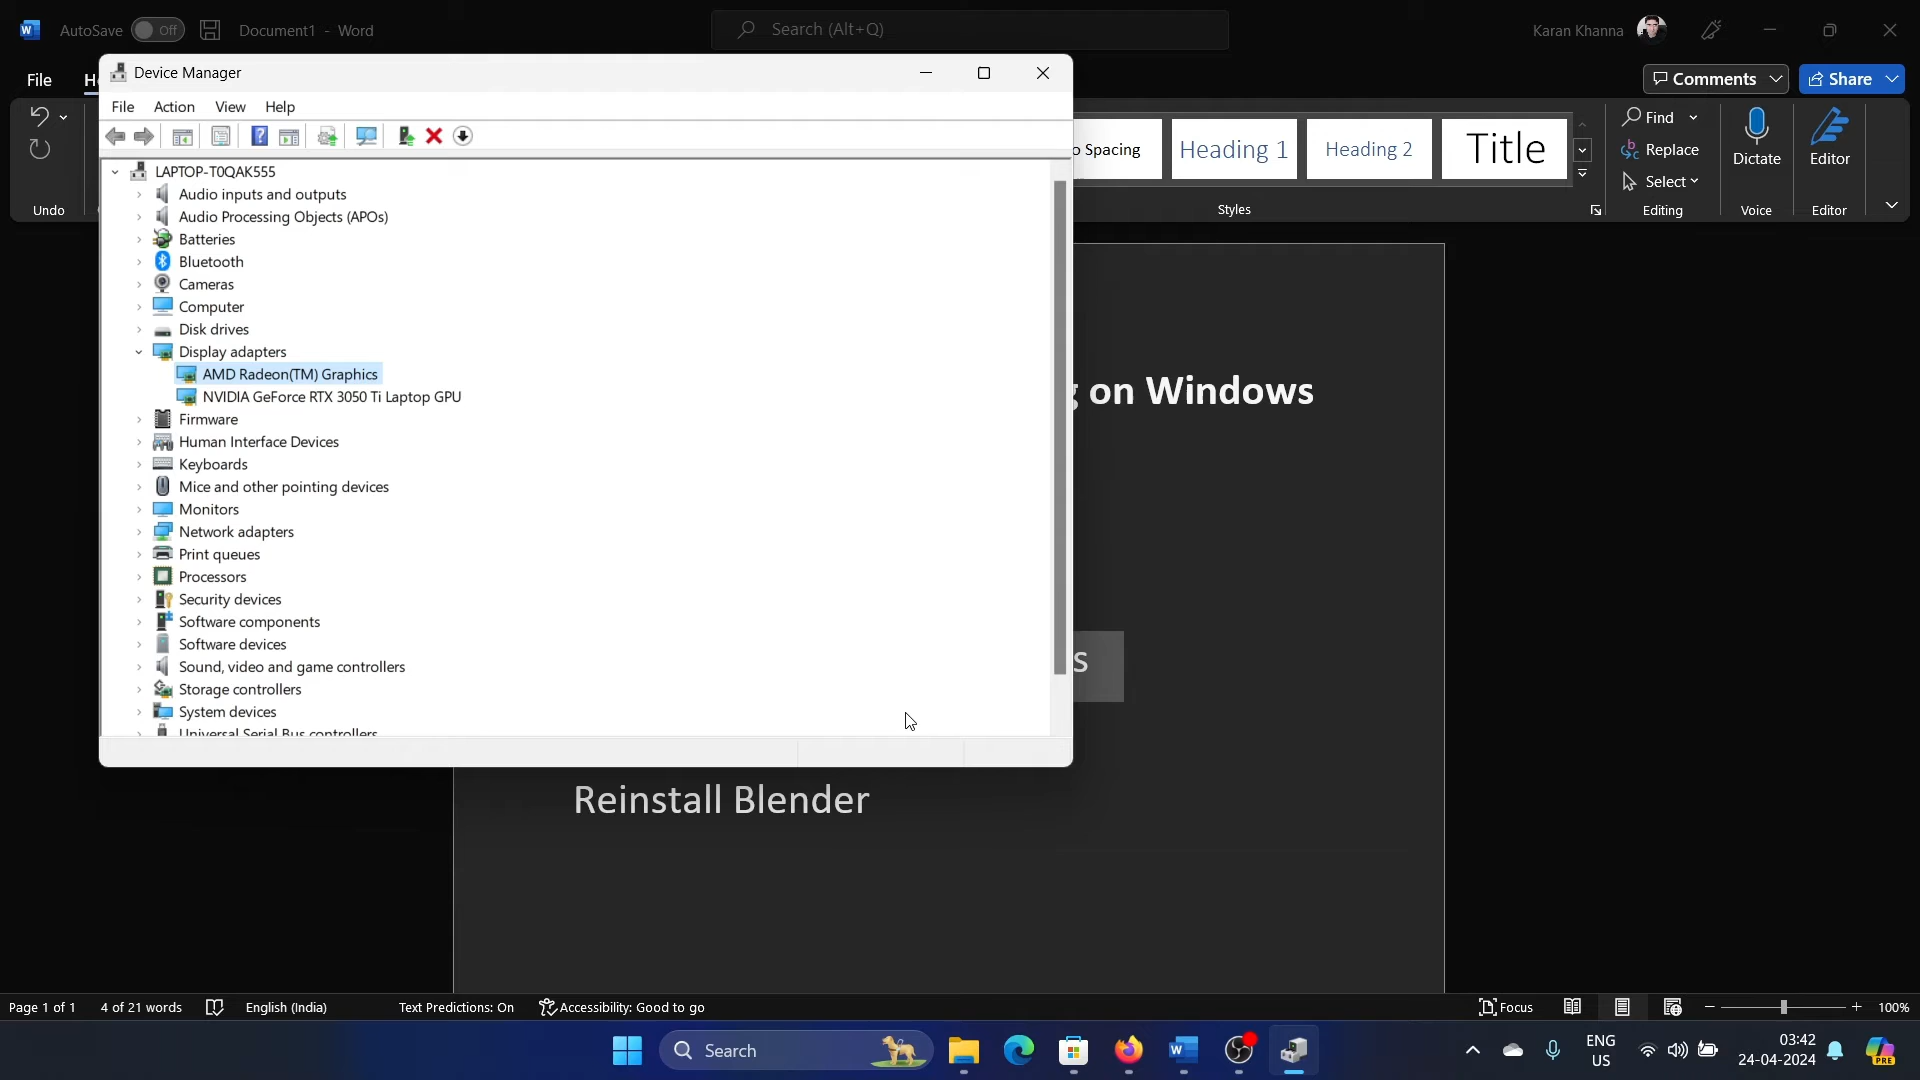 AutoSave Off Document1 - Word Search (Alt+Q) Karan Khanna
File Comments Share
Device Manager
File Action View Help
LAPTOP-T0QAK555
Audio inputs and outputs
Audio Processing Objects (APOs)
Batteries
Bluetooth
Cameras
Computer
Disk drives
Display adapters
AMD Radeon(TM) Graphics
NVIDIA GeForce RTX 3050 Ti Laptop GPU
Firmware
Human Interface Devices
Keyboards
Mice and other pointing devices
Monitors
Network adapters
Print queues
Processors
Security devices
Software components
Software devices
Sound, video and game controllers
Storage controllers
System devices
Universal Serial Bus controllers
Undo
Spacing Heading 1 Heading 2 Title
Styles
Find
Replace
Select
Editing
Dictate
Voice
Editor
Editor
on Windows
s
Reinstall Blender
Page 1 of 1 4 of 21 words English (India) Text Predictions: On Accessibility: Good to go Focus 100%
Search ENG US 03:42 24-04-2024 PRE